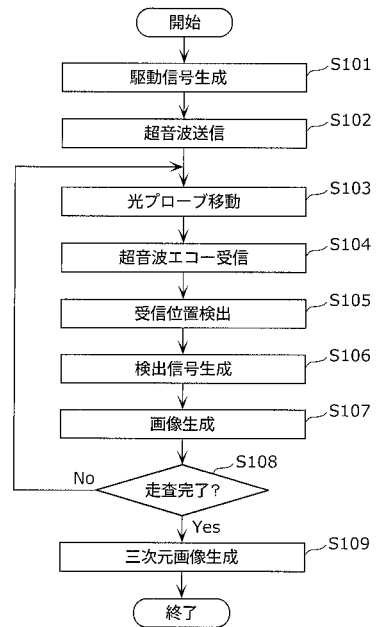 開始
駆動信号生成
S101
超音波送信
S102
光プローブ移動
S103
超音波エコー受信
S104
受信位置検出
S105
検出信号生成
S106
画像生成
S107
走査完了?
S108
No
Yes
三次元画像生成
S109
終了